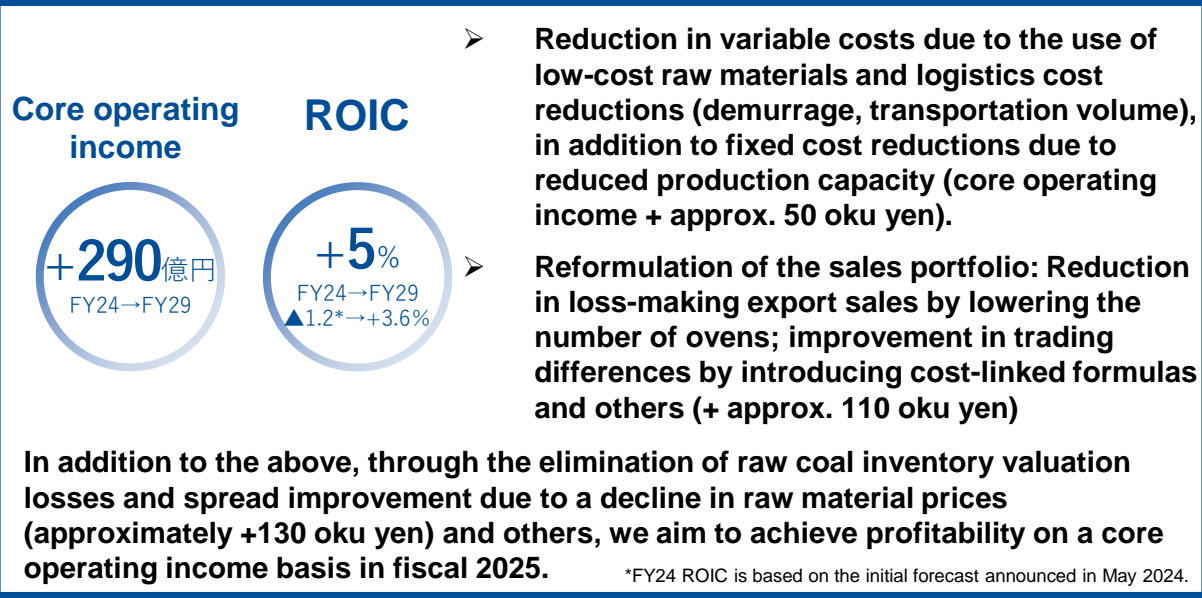 Core operating
income
ROIC
+290億円
FY24→FY29
+5%
FY24→FY29
▲1.2*→+3.6%
➢ Reduction in variable costs due to the use of
low-cost raw materials and logistics cost
reductions (demurrage, transportation volume),
in addition to fixed cost reductions due to
reduced production capacity (core operating
income + approx. 50 oku yen).
➢ Reformulation of the sales portfolio: Reduction
in loss-making export sales by lowering the
number of ovens; improvement in trading
differences by introducing cost-linked formulas
and others (+ approx. 110 oku yen)
In addition to the above, through the elimination of raw coal inventory valuation
losses and spread improvement due to a decline in raw material prices
(approximately +130 oku yen) and others, we aim to achieve profitability on a core
operating income basis in fiscal 2025.
*FY24 ROIC is based on the initial forecast announced in May 2024.